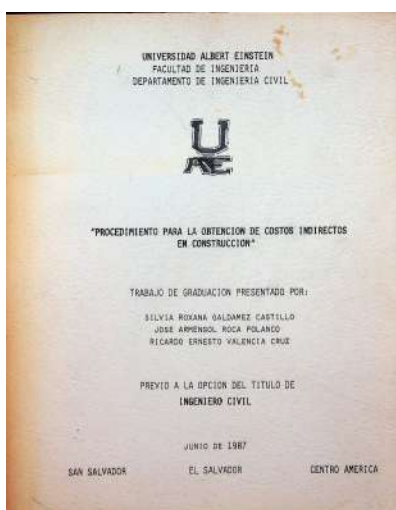 UNIVERSIDAD ALBERT EINSTEIN
FACULTAD DE INGENIERIA
DEPARTAMENTO DE INGENIERIA CIVIL
U
AE
"PROCEDIMIENTO PARA LA OBTENCION DE COSTOS INDIRECTOS
EN CONSTRUCCION"
TRABAJO DE GRADUACION PRESENTADO POR:
SILVIA ROXANA GALDAMEZ CASTILLO
JOSE ARMENGOL ROCA POLANCO
RICARDO ERNESTO VALENCIA CRUZ
PREVIO A LA OPCION DEL TITULO DE
INGENIERO CIVIL
JUNIO DE 1987
SAN SALVADOR EL SALVADOR CENTRO AMERICA